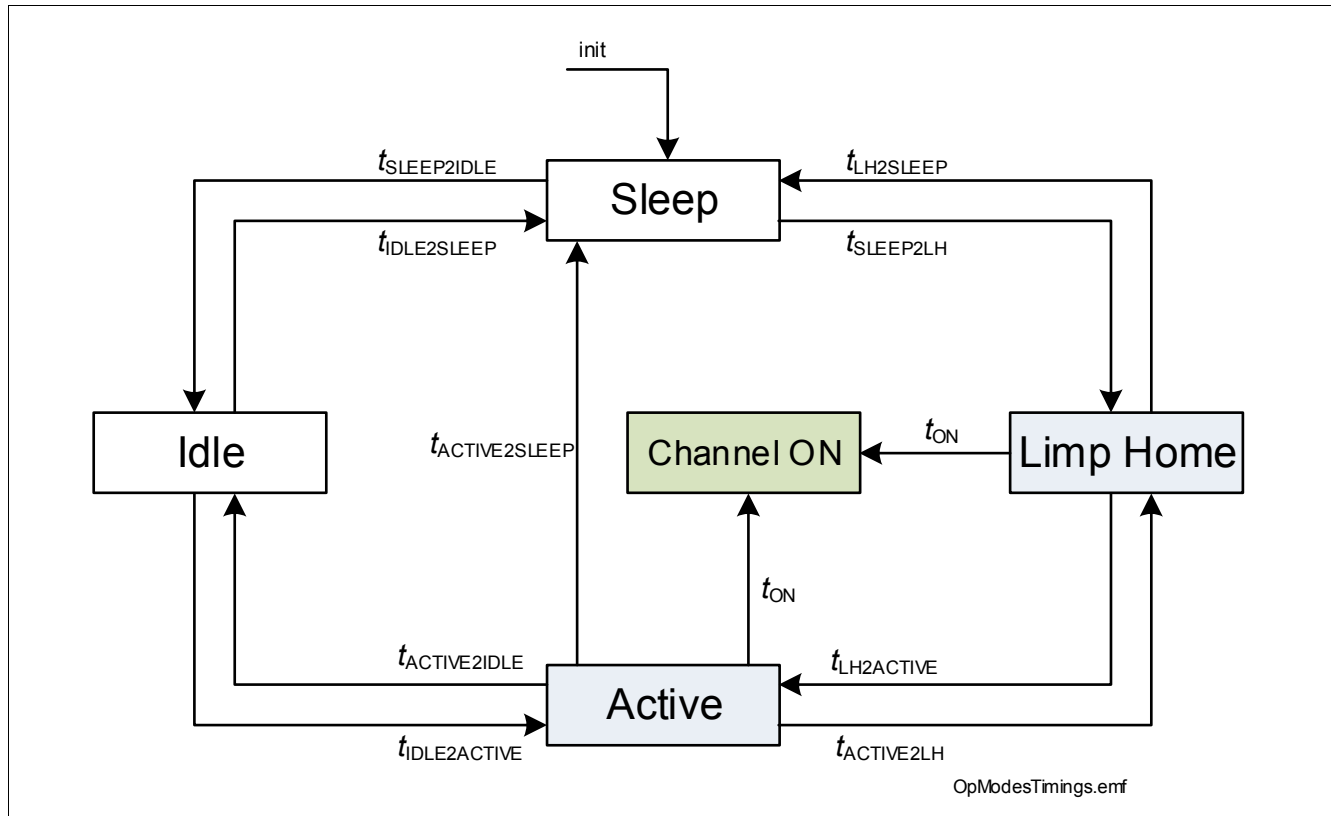 init
tSLEEP2IDLE
tLH2SLEEP
Sleep
tIDLE2SLEEP
tSLEEP2LH
Idle
tACTIVE2SLEEP
Channel ON
tON
Limp Home
tON
tACTIVE2IDLE
tLH2ACTIVE
Active
tIDLE2ACTIVE
tACTIVE2LH
OpModesTimings.emf